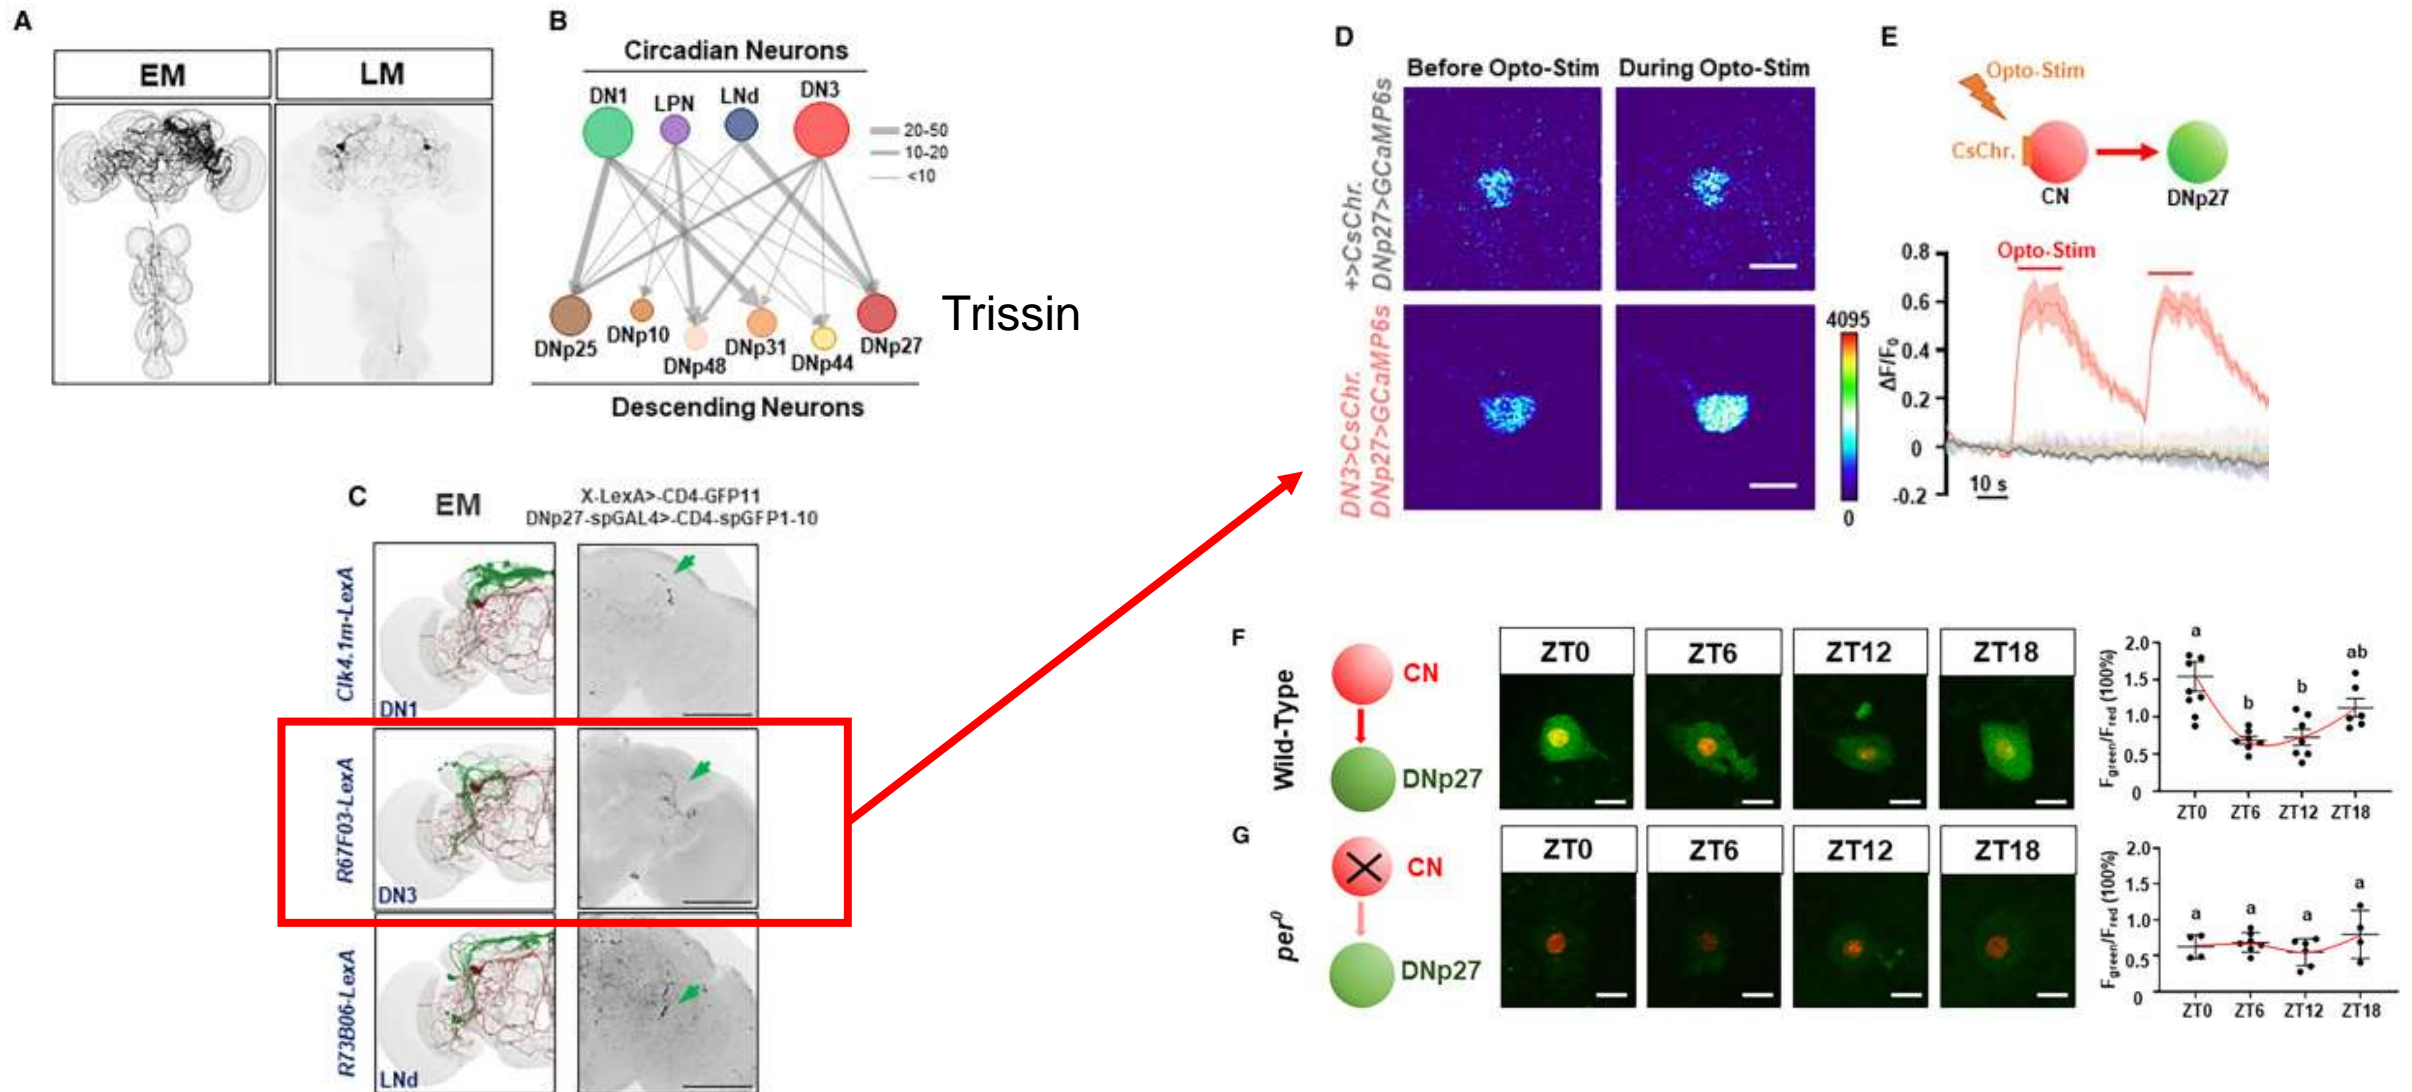 A
EM
LM
B
Circadian Neurons
DN1
LPN
LNd
DN3
20-50
10-20
<10
DNp25
DNp10
DNp48
DNp31
DNp44
DNp27
Descending Neurons
Trissin
C
EM
X-LexA>-CD4-GFP11
DNp27-spGAL4>-CD4-spGFP1-10
Clk4.1m-LexA
DN1
R67F03-LexA
DN3
R73B06-LexA
LNd
D
Before Opto-Stim
During Opto-Stim
+>CsChr.
DNp27>GCaMP6s
DN3>CsChr.
DNp27>GCaMP6s
4095
0
E
Opto-Stim
CsChr.
CN
DNp27
Opto-Stim
ΔF/F0
0.8
0.6
0.4
0.2
0
-0.2
10 s
F
Wild-Type
CN
DNp27
ZT0
ZT6
ZT12
ZT18
Fgreen/Fred (100%)
2.0
1.5
1.0
0.5
0
a
b
b
ab
ZT0 ZT6 ZT12 ZT18
G
per0
CN
DNp27
ZT0
ZT6
ZT12
ZT18
Fgreen/Fred (100%)
2.0
1.5
1.0
0.5
0
a
a
a
a
ZT0 ZT6 ZT12 ZT18